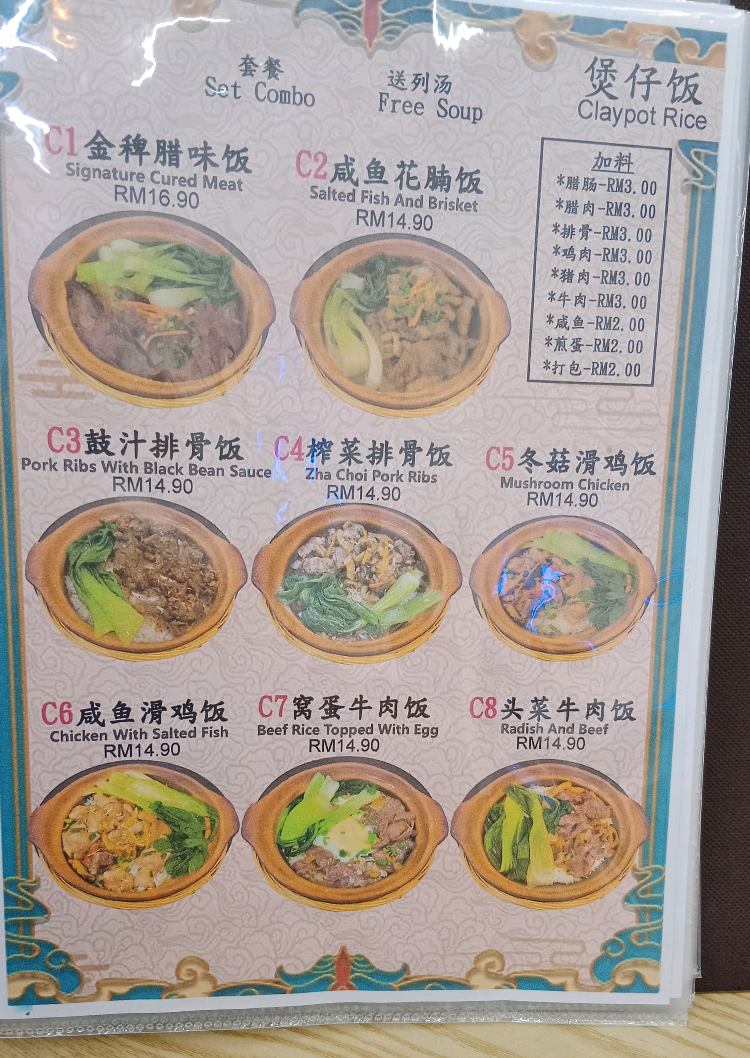 套餐
Set Combo
送列汤
Free Soup
煲仔饭
Claypot Rice
C1金稗腊味饭
Signature Cured Meat
RM16.90
C2咸鱼花腩饭
Salted Fish And Brisket
RM14.90
加料
*腊肠-RM3.00
*腊肉-RM3.00
*排骨-RM3.00
*鸡肉-RM3.00
*猪肉-RM3.00
*牛肉-RM3.00
*咸鱼-RM2.00
*煎蛋-RM2.00
*打包-RM2.00
C3鼓汁排骨饭
Pork Ribs With Black Bean Sauce
RM14.90
C4榨菜排骨饭
Zha Choi Pork Ribs
RM14.90
C5冬菇滑鸡饭
Mushroom Chicken
RM14.90
C6咸鱼滑鸡饭
Chicken With Salted Fish
RM14.90
C7窝蛋牛肉饭
Beef Rice Topped With Egg
RM14.90
C8头菜牛肉饭
Radish And Beef
RM14.90